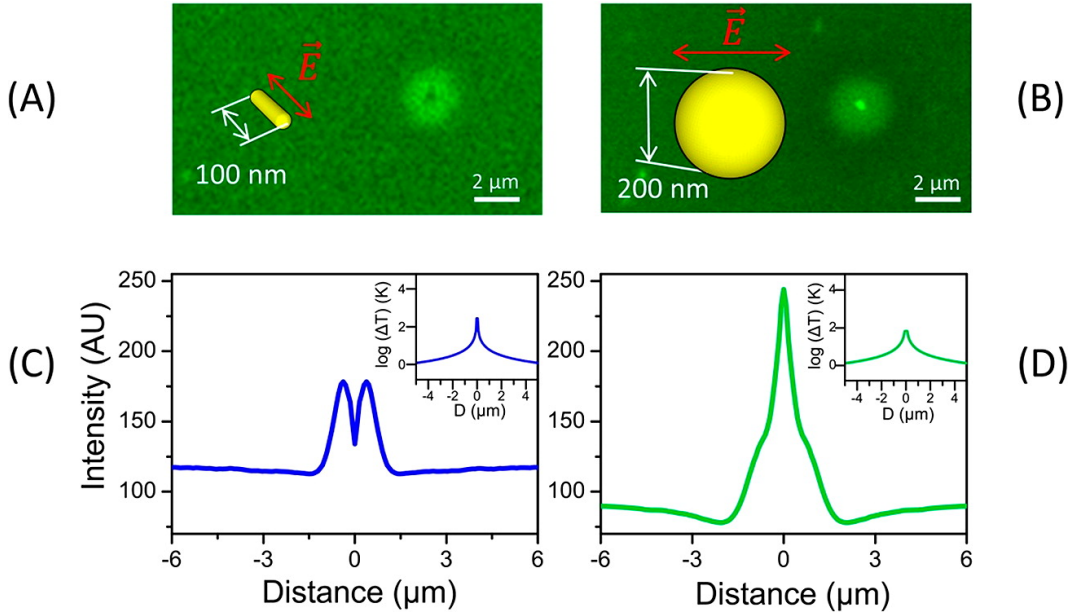 (A)
E
100 nm
2 µm
E
200 nm
2 µm
(B)
(C)
Intensity (AU)
250
200
150
100
-6
-3
0
3
6
Distance (µm)
log (ΔT) (K)
4
2
0
-4
-2
0
2
4
D (µm)
250
200
150
100
-6
-3
0
3
6
Distance (µm)
log (ΔT) (K)
4
2
0
-4
-2
0
2
4
D (µm)
(D)